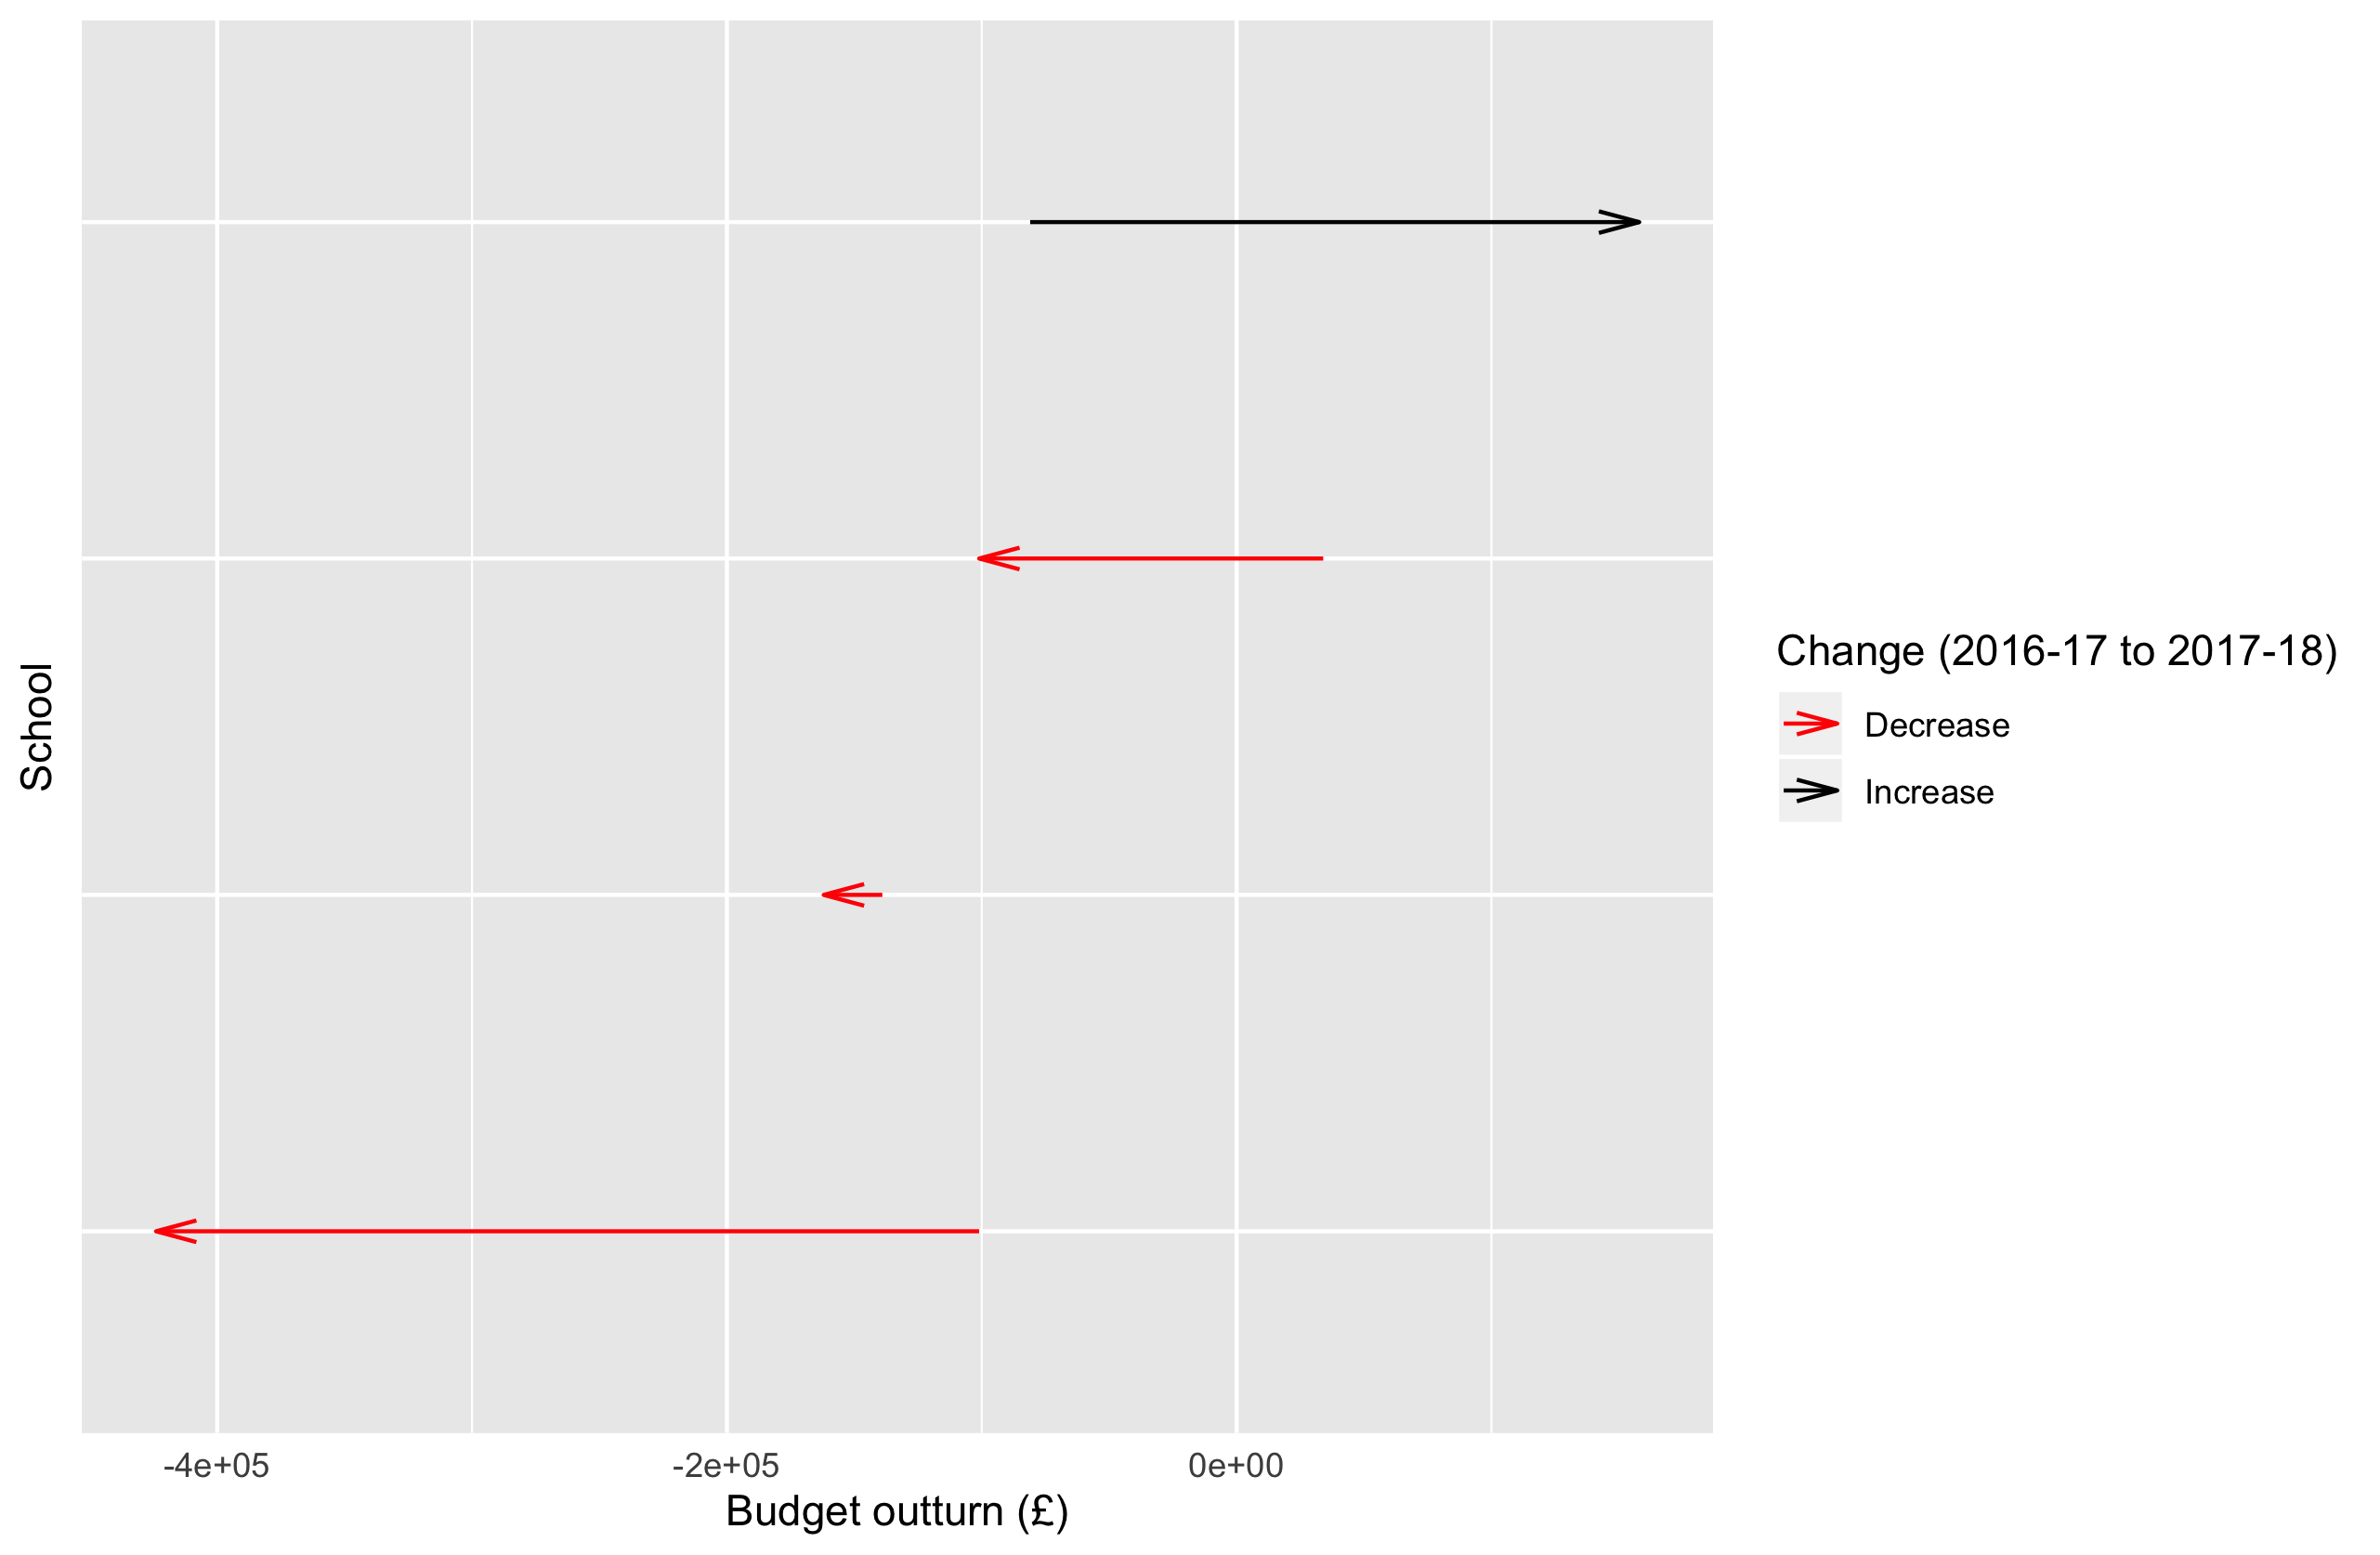 School
Change (2016-17 to 2017-18)
Decrease
Increase
-4e+05
-2e+05
0e+00
Budget outturn (£)